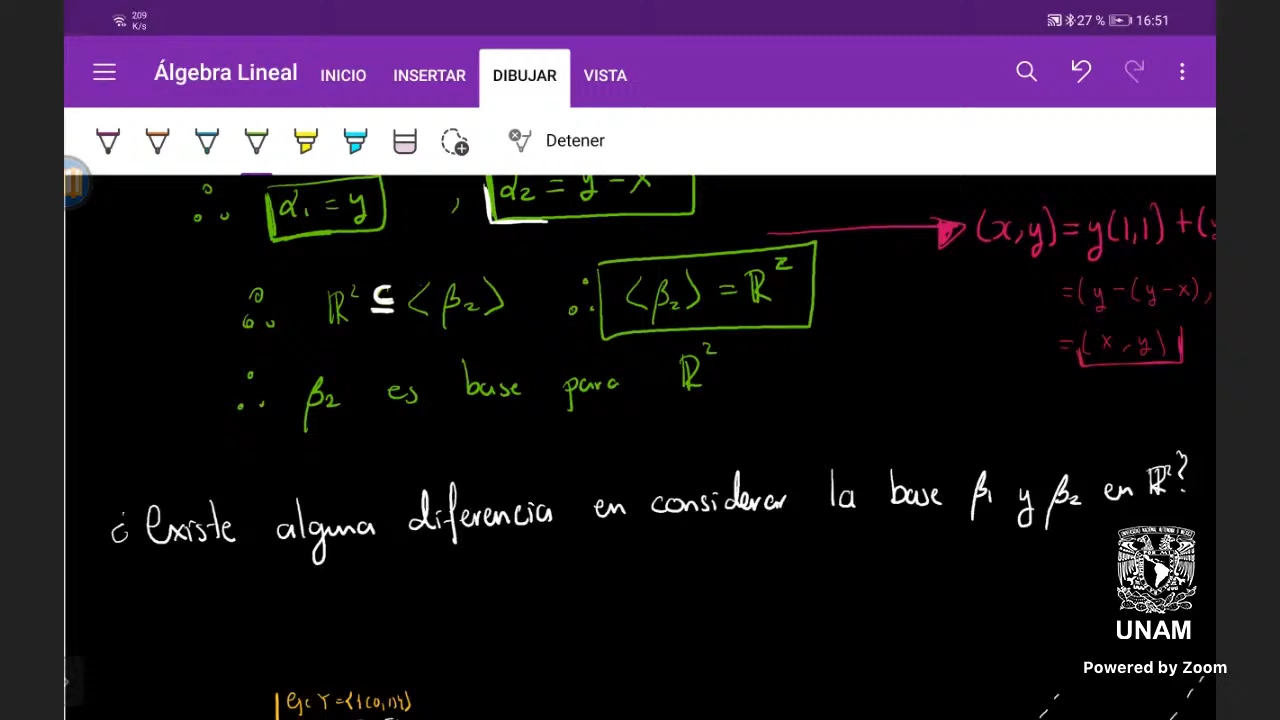 209
K/s
27 % 16:51
Álgebra Lineal INICIO INSERTAR DIBUJAR VISTA
Detener
∴ α₁ = y , α₂ = y - x
(x,y) = y(1,1) + (y
= (y - (y-x),
= (x, y)
∴ ℝ² ⊆ ⟨β₂⟩ ∴ ⟨β₂⟩ = ℝ²
∴ β₂ es base para ℝ²
¿Existe alguna diferencia en considerar la base β₁ y β₂ en ℝ²?
UNAM
Powered by Zoom